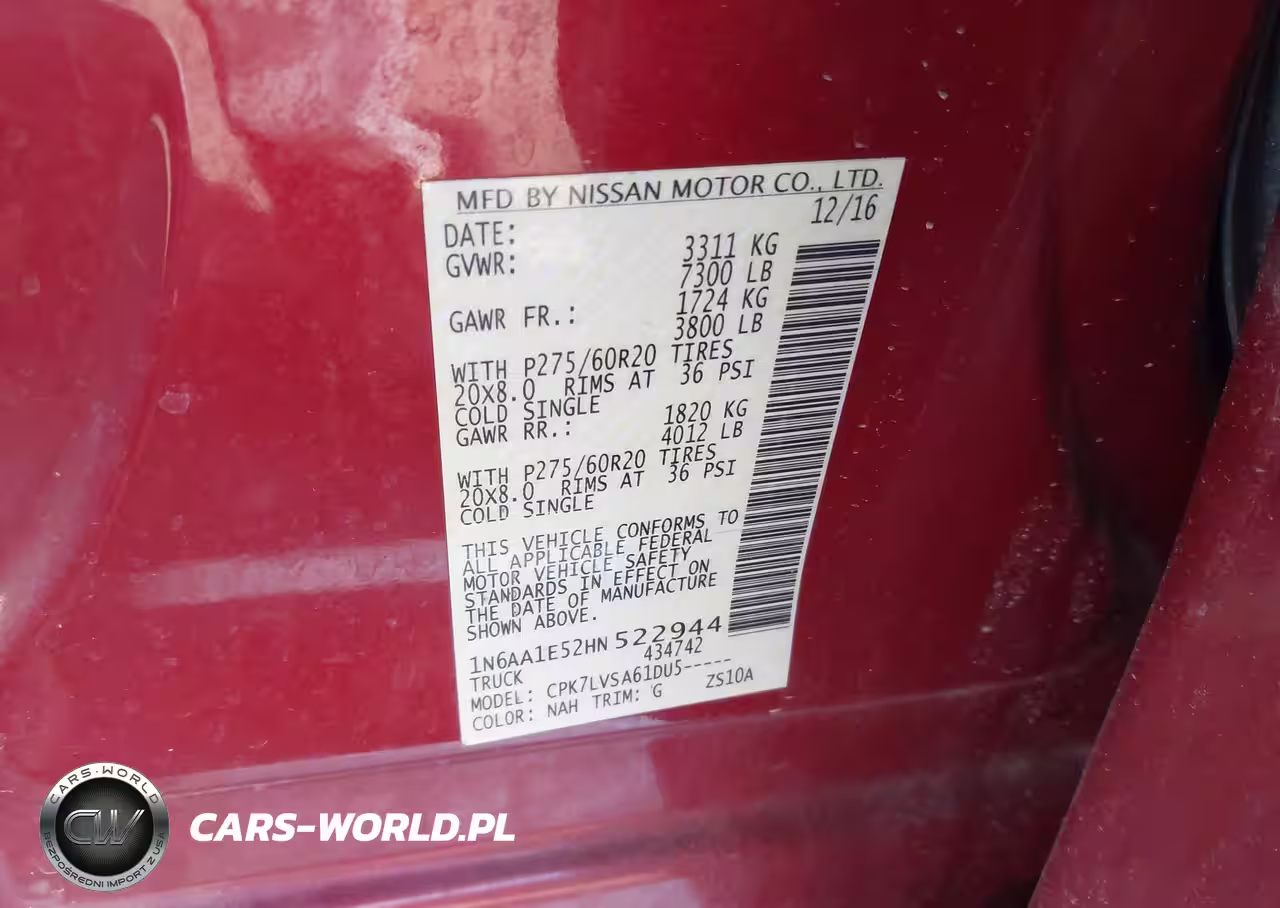 MFD BY NISSAN MOTOR CO., LTD.
DATE: 12/16
GVWR: 3311 KG
7300 LB
GAWR FR.: 1724 KG
3800 LB
WITH P275/60R20 TIRES
20X8.0 RIMS AT 36 PSI
COLD SINGLE
GAWR RR.: 1820 KG
4012 LB
WITH P275/60R20 TIRES
20X8.0 RIMS AT 36 PSI
COLD SINGLE
THIS VEHICLE CONFORMS TO
ALL APPLICABLE FEDERAL
MOTOR VEHICLE SAFETY
STANDARDS IN EFFECT ON
THE DATE OF MANUFACTURE
SHOWN ABOVE.
1N6AA1E52HN522944
TRUCK 434742
MODEL: CPK7LVSA61DU5-----
COLOR: NAH TRIM: G ZS10A
CARS-WORLD
CW
BEZPOŚREDNI IMPORT Z USA
CARS-WORLD.PL